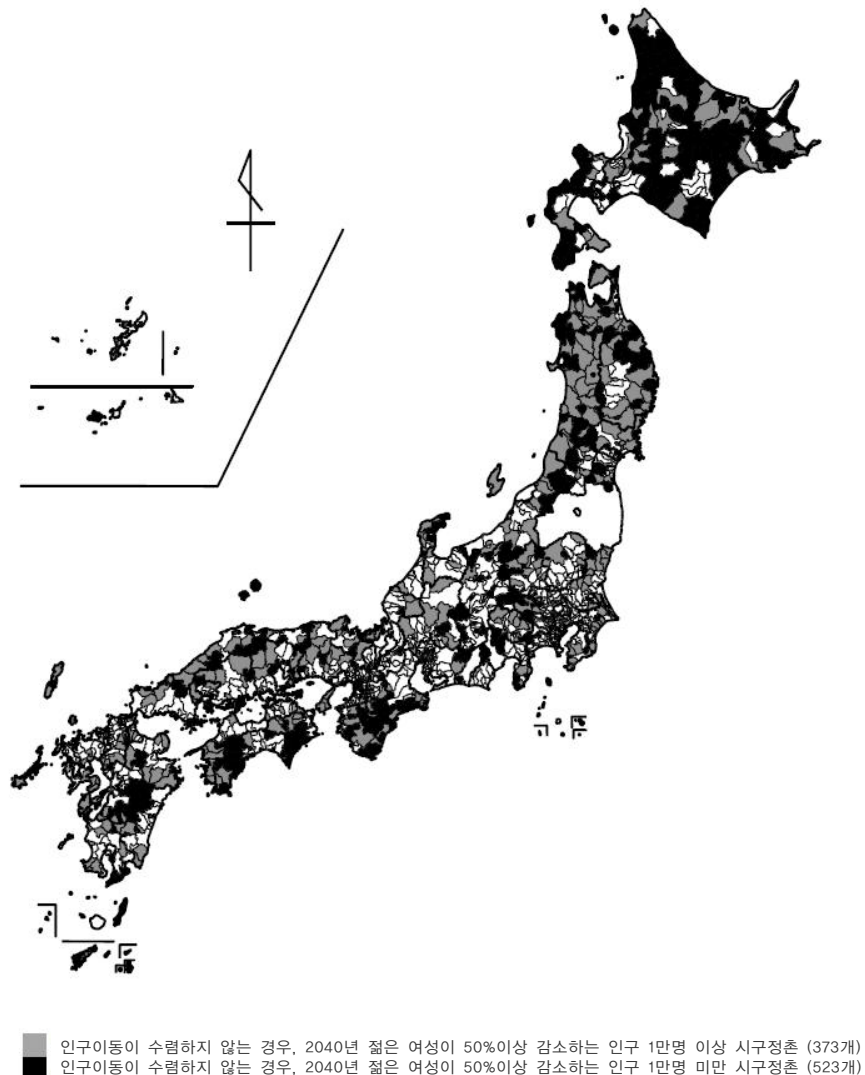 인구이동이 수렴하지 않는 경우, 2040년 젊은 여성이 50%이상 감소하는 인구 1만명 이상 시구정촌 (373개)
인구이동이 수렴하지 않는 경우, 2040년 젊은 여성이 50%이상 감소하는 인구 1만명 미만 시구정촌 (523개)